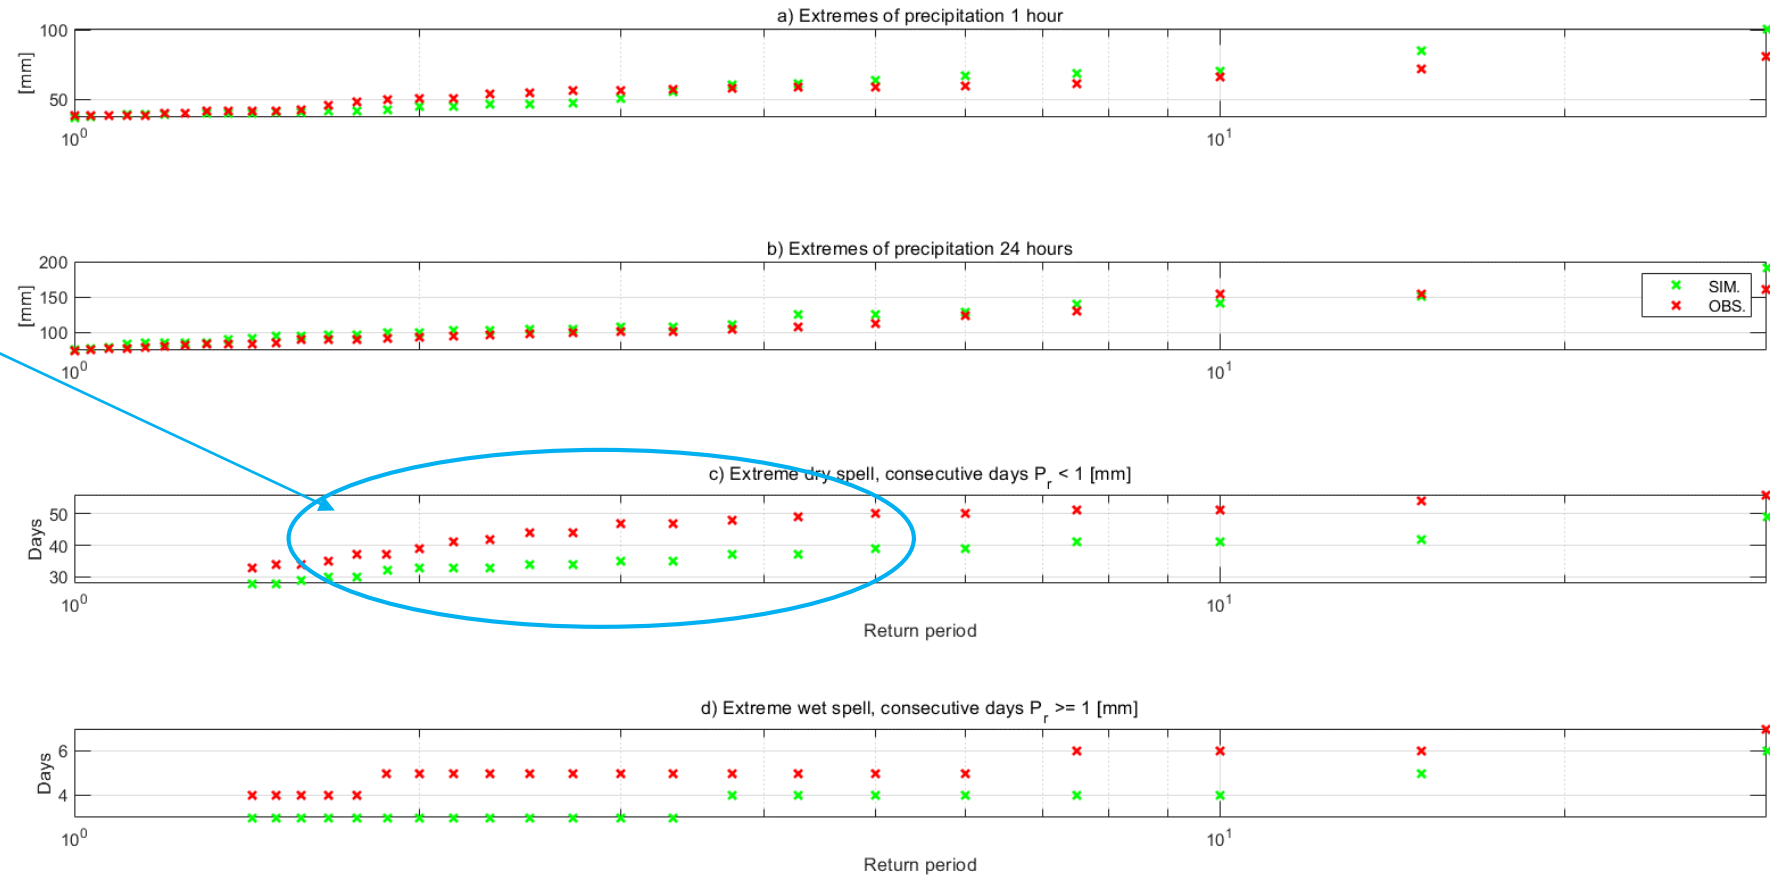 a) Extremes of precipitation 1 hour
100
50
[mm]
10^0
10^1
b) Extremes of precipitation 24 hours
200
150
100
[mm]
SIM.
OBS.
10^0
10^1
c) Extreme dry spell, consecutive days P_r < 1 [mm]
50
40
30
Days
10^0
10^1
Return period
d) Extreme wet spell, consecutive days P_r >= 1 [mm]
6
4
Days
10^0
10^1
Return period